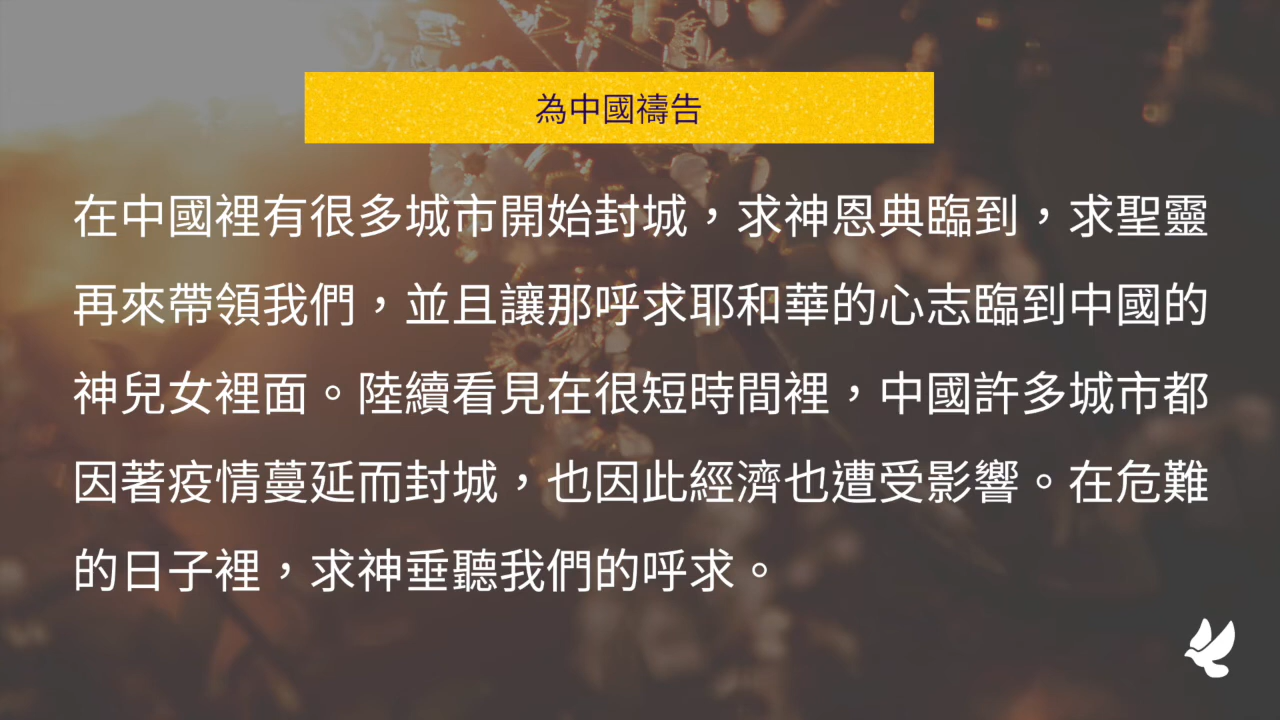 為中國禱告
在中國裡有很多城市開始封城，求神恩典臨到，求聖靈
再來帶領我們，並且讓那呼求耶和華的心志臨到中國的
神兒女裡面。陸續看見在很短時間裡，中國許多城市都
因著疫情蔓延而封城，也因此經濟也遭受影響。在危難
的日子裡，求神垂聽我們的呼求。